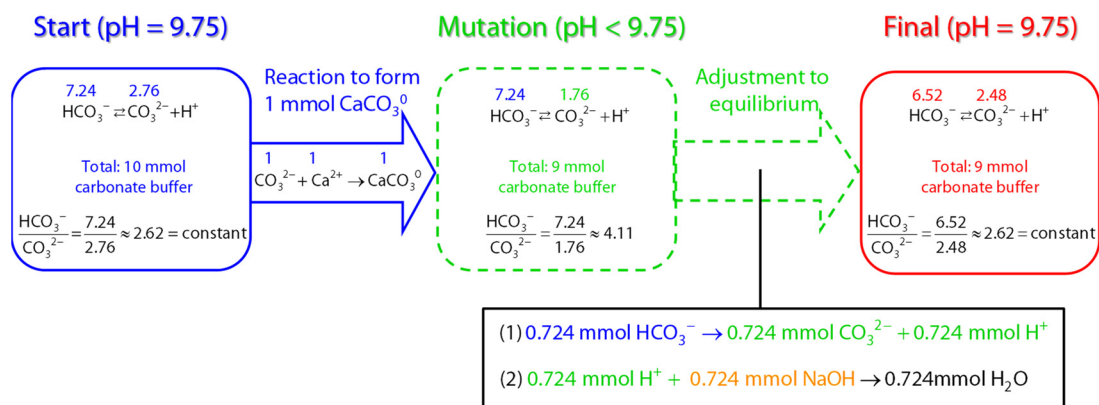 Start (pH = 9.75)
Mutation (pH < 9.75)
Final (pH = 9.75)
7.24 2.76
HCO₃⁻ ⇄ CO₃²⁻ + H⁺
Total: 10 mmol
carbonate buffer
HCO₃⁻/CO₃²⁻ = 7.24/2.76 ≈ 2.62 = constant
Reaction to form
1 mmol CaCO₃⁰
1 1 1
CO₃²⁻ + Ca²⁺ → CaCO₃⁰
7.24 1.76
HCO₃⁻ ⇄ CO₃²⁻ + H⁺
Total: 9 mmol
carbonate buffer
HCO₃⁻/CO₃²⁻ = 7.24/1.76 ≈ 4.11
Adjustment to
equilibrium
6.52 2.48
HCO₃⁻ ⇄ CO₃²⁻ + H⁺
Total: 9 mmol
carbonate buffer
HCO₃⁻/CO₃²⁻ = 6.52/2.48 ≈ 2.62 = constant
(1) 0.724 mmol HCO₃⁻ → 0.724 mmol CO₃²⁻ + 0.724 mmol H⁺
(2) 0.724 mmol H⁺ + 0.724 mmol NaOH → 0.724mmol H₂O